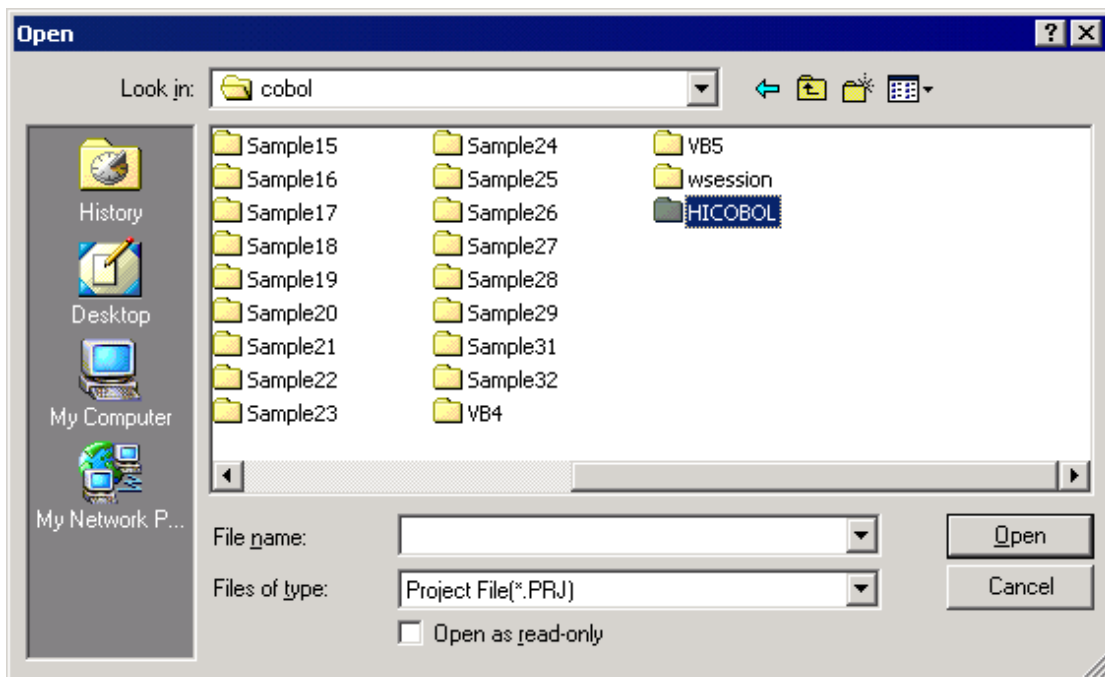 Open
Look in: cobol
History
Desktop
My Computer
My Network P...
Sample15
Sample16
Sample17
Sample18
Sample19
Sample20
Sample21
Sample22
Sample23
Sample24
Sample25
Sample26
Sample27
Sample28
Sample29
Sample31
Sample32
VB4
VB5
wsession
HICOBOL
File name:
Open
Files of type: Project File(*.PRJ)
Cancel
Open as read-only